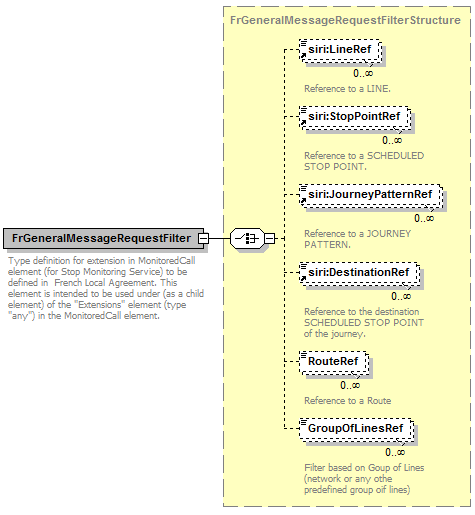 FrGeneralMessageRequestFilterStructure
siri:LineRef
0..∞
Reference to a LINE.
siri:StopPointRef
0..∞
Reference to a SCHEDULED
STOP POINT.
siri:JourneyPatternRef
0..∞
Reference to a JOURNEY
PATTERN.
FrGeneralMessageRequestFilter
Type definition for extension in MonitoredCall
element (for Stop Monitoring Service) to be
defined in  French Local Agreement. This
element is intended to be used under (as a child
element) of the "Extensions" element (type
"any") in the MonitoredCall element.
siri:DestinationRef
0..∞
Reference to the destination
SCHEDULED STOP POINT
of the journey.
RouteRef
0..∞
Reference to a Route
GroupOfLinesRef
0..∞
Filter based on Goup of Lines
(network or any othe
predefined group oif lines)